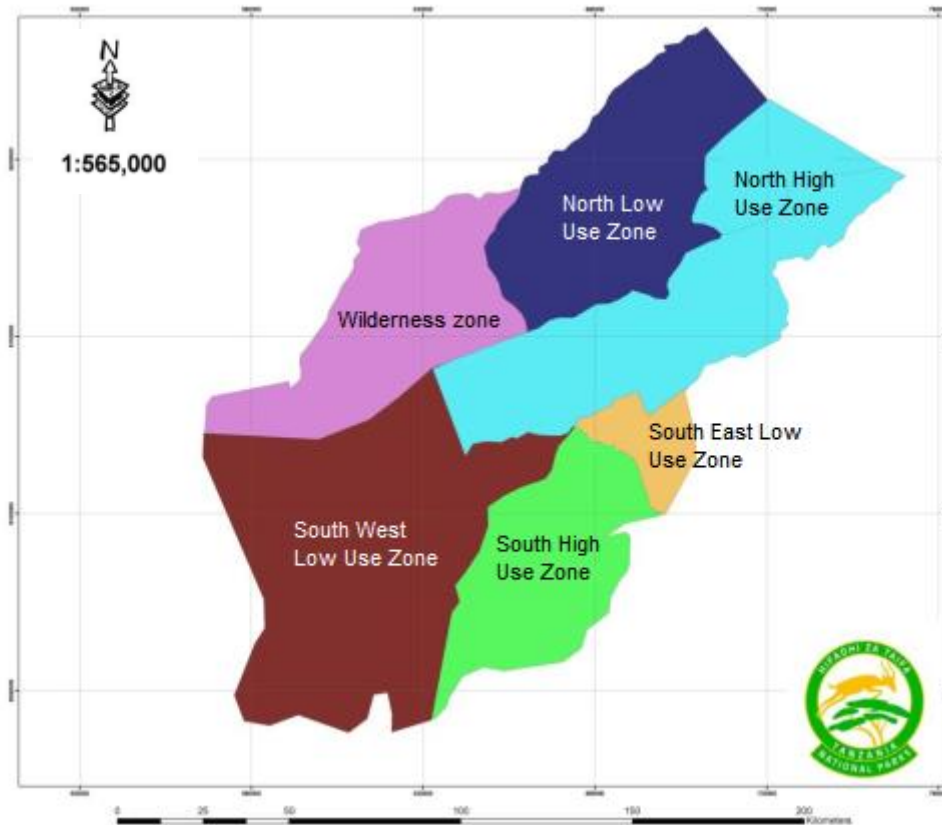 N
1:565,000
North High
Use Zone
North Low
Use Zone
Wilderness zone
South East Low
Use Zone
South West
Low Use Zone
South High
Use Zone
HIFADHI ZA TAIFA
TANZANIA
NATIONAL PARKS
0 25 50 100 150 200
Kilometers